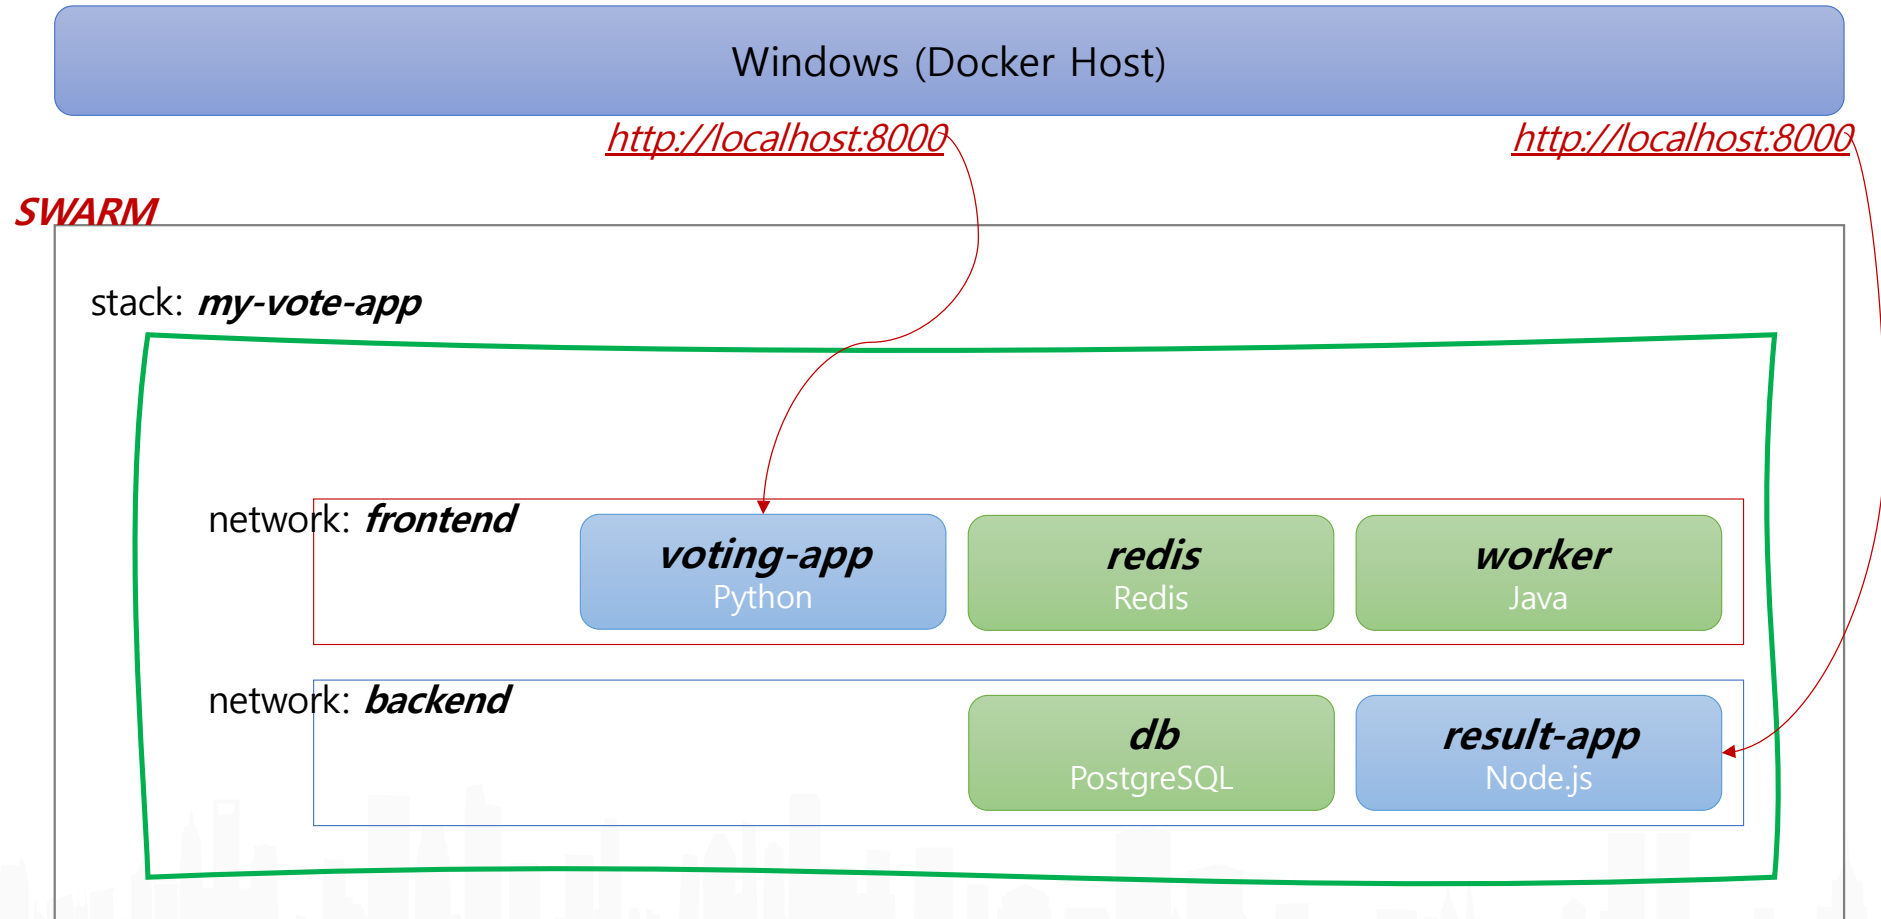 Windows (Docker Host)
http://localhost:8000
http://localhost:8000
SWARM
stack: my-vote-app
network: frontend
voting-app
Python
redis
Redis
worker
Java
network: backend
db
PostgreSQL
result-app
Node.js